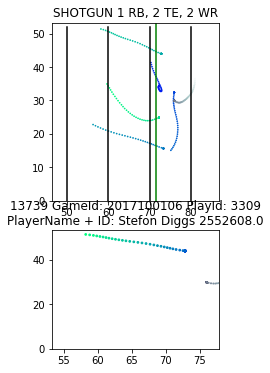 SHOTGUN 1 RB, 2 TE, 2 WR
50
40
30
20
10
0
50 60 70 80
13739 GameId: 2017100106 PlayId: 3309
PlayerName + ID: Stefon Diggs 2552608.0
40
20
0
55 60 65 70 75